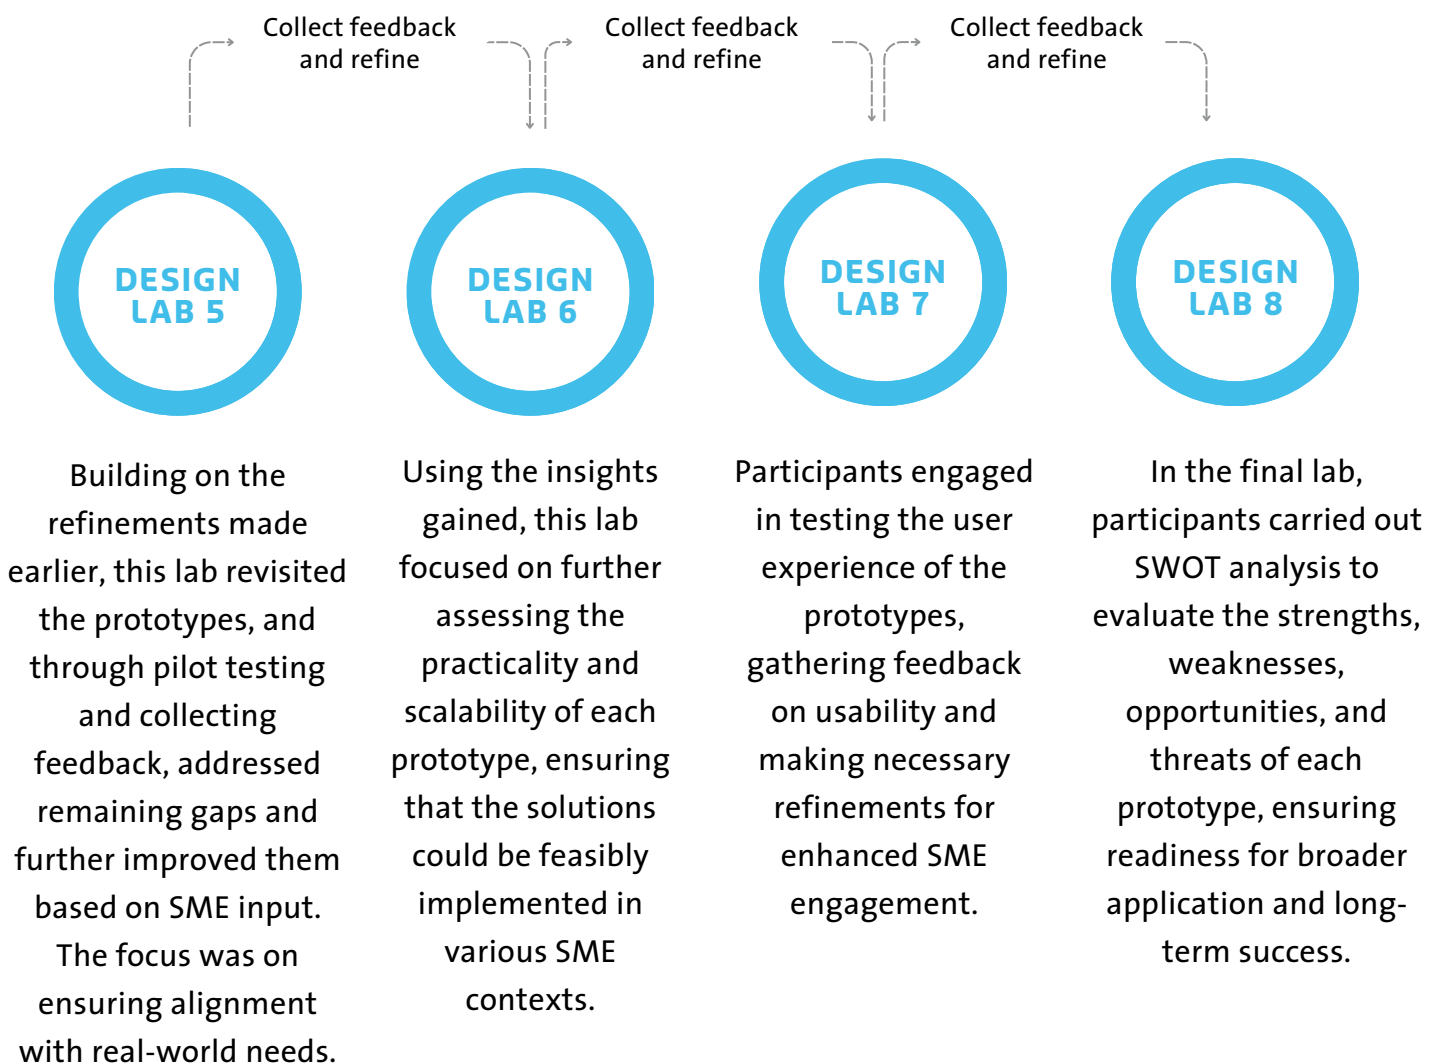 Collect feedback
and refine
Collect feedback
and refine
Collect feedback
and refine
DESIGN
LAB 5
Building on the
refinements made
earlier, this lab revisited
the prototypes, and
through pilot testing
and collecting
feedback, addressed
remaining gaps and
further improved them
based on SME input.
The focus was on
ensuring alignment
with real-world needs.
DESIGN
LAB 6
Using the insights
gained, this lab
focused on further
assessing the
practicality and
scalability of each
prototype, ensuring
that the solutions
could be feasibly
implemented in
various SME
contexts.
DESIGN
LAB 7
Participants engaged
in testing the user
experience of the
prototypes,
gathering feedback
on usability and
making necessary
refinements for
enhanced SME
engagement.
DESIGN
LAB 8
In the final lab,
participants carried out
SWOT analysis to
evaluate the strengths,
weaknesses,
opportunities, and
threats of each
prototype, ensuring
readiness for broader
application and long-
term success.